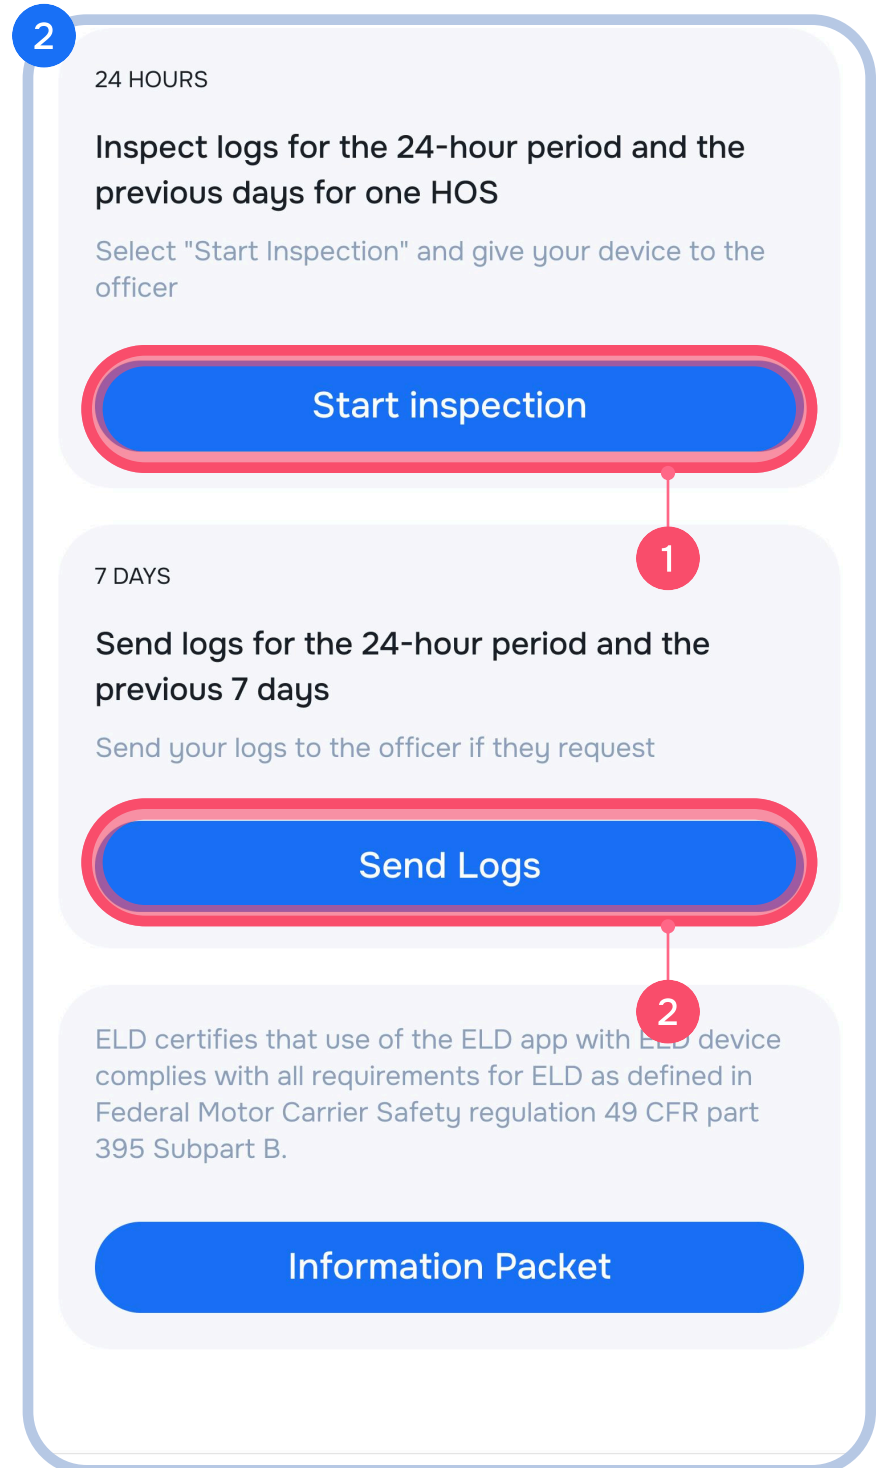 2
24 HOURS
Inspect logs for the 24-hour period and the
previous days for one HOS
Select "Start Inspection" and give your device to the
officer
Start inspection
1
7 DAYS
Send logs for the 24-hour period and the
previous 7 days
Send your logs to the officer if they request
Send Logs
2
ELD certifies that use of the ELD app with ELD device
complies with all requirements for ELD as defined in
Federal Motor Carrier Safety regulation 49 CFR part
395 Subpart B.
Information Packet